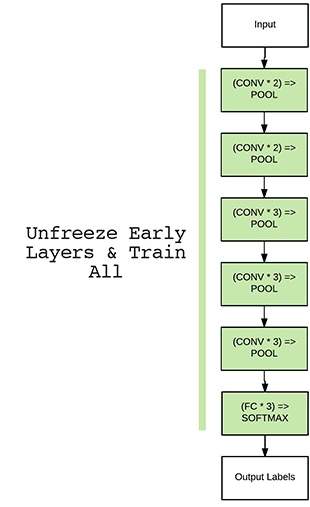 Input
(CONV * 2) =>
POOL
(CONV * 2) =>
POOL
(CONV * 3) =>
POOL
(CONV * 3) =>
POOL
(CONV * 3) =>
POOL
(FC * 3) =>
SOFTMAX
Output Labels
Unfreeze Early
Layers & Train
All